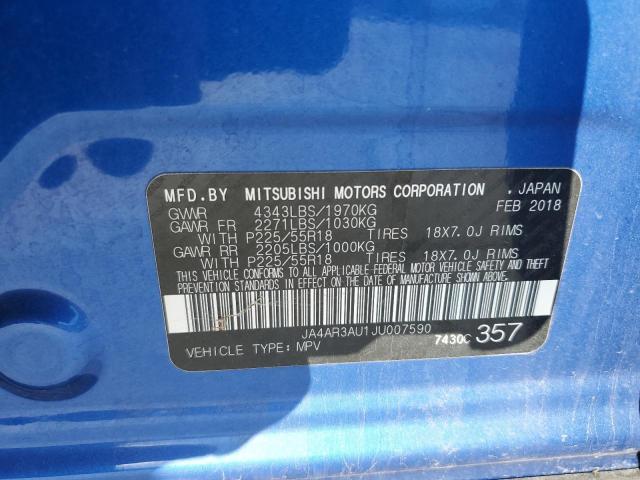 MFD.BY MITSUBISHI MOTORS CORPORATION . JAPAN
GVWR 4343LBS/1970KG FEB 2018
GAWR FR 2271LBS/1030KG
WITH P225/55R18 TIRES 18X7.0J RIMS
GAWR RR 2205LBS/1000KG
WITH P225/55R18 TIRES 18X7.0J RIMS
THIS VEHICLE CONFORMS TO ALL APPLICABLE FEDERAL MOTOR VEHICLE SAFETY AND THEFT
PREVENTION STANDARDS IN EFFECT ON THE DATE OF MANUFACTURE SHOWN ABOVE.
JA4AR3AU1JU007590
VEHICLE TYPE: MPV 7430C 357